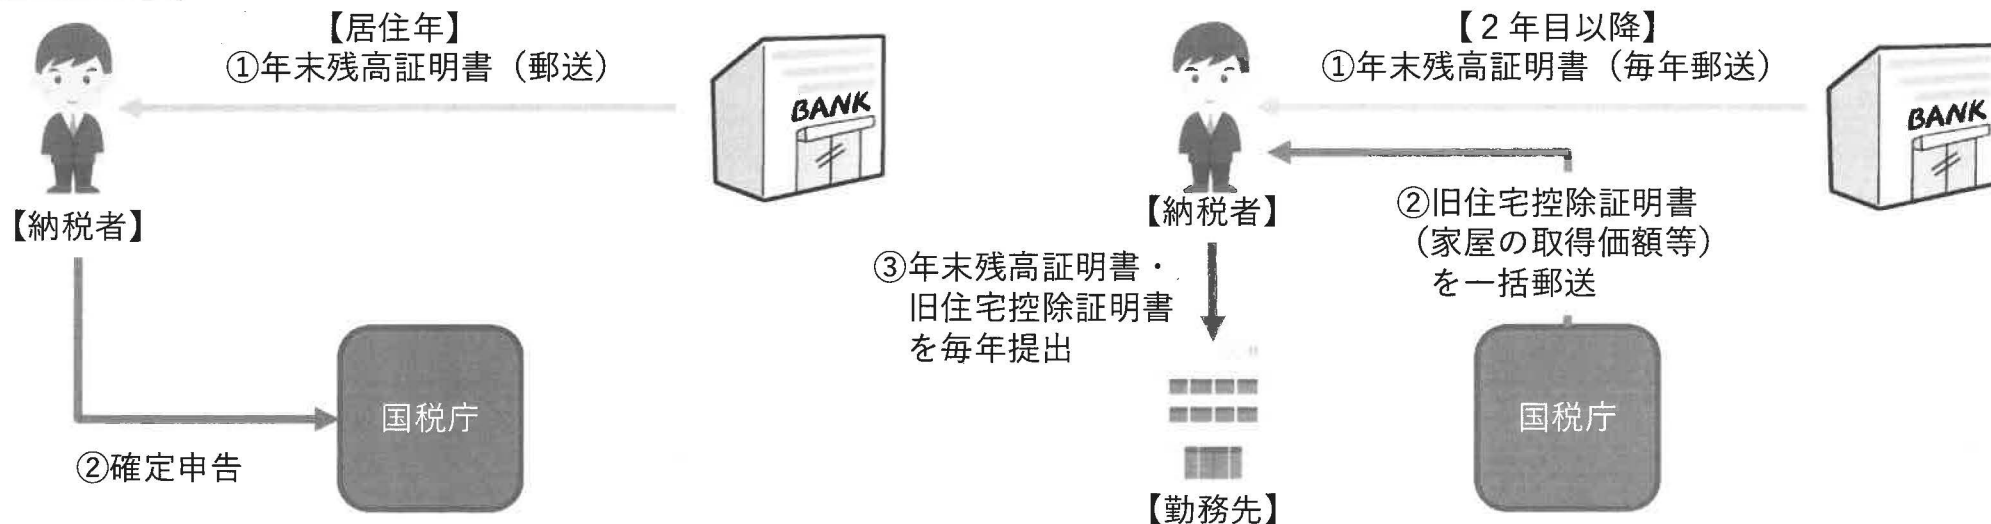 【居住年】
①年末残高証明書（郵送）
BANK
【納税者】
②確定申告
国税庁
【2年目以降】
①年末残高証明書（毎年郵送）
BANK
【納税者】
②旧住宅控除証明書
（家屋の取得価額等）
を一括郵送
③年末残高証明書・
旧住宅控除証明書
を毎年提出
国税庁
【勤務先】